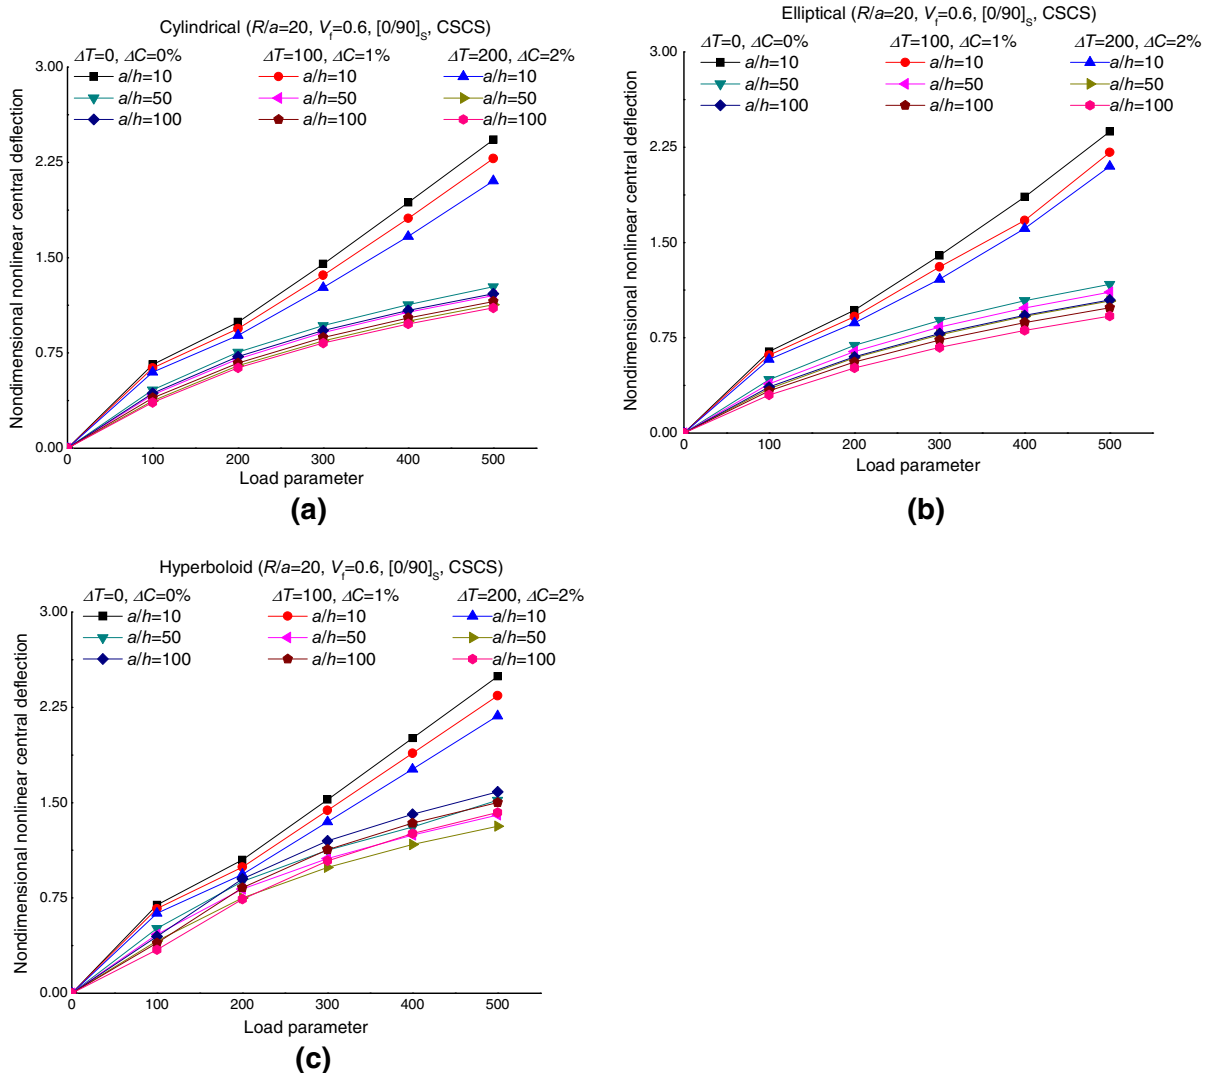 Cylindrical (R/a=20, Vf=0.6, [0/90]S, CSCS)
ΔT=0, ΔC=0% ΔT=100, ΔC=1% ΔT=200, ΔC=2%
a/h=10 a/h=10 a/h=10
a/h=50 a/h=50 a/h=50
a/h=100 a/h=100 a/h=100
Nondimensional nonlinear central deflection
3.00
2.25
1.50
0.75
0.00
0 100 200 300 400 500
Load parameter
(a)
Elliptical (R/a=20, Vf=0.6, [0/90]S, CSCS)
ΔT=0, ΔC=0% ΔT=100, ΔC=1% ΔT=200, ΔC=2%
a/h=10 a/h=10 a/h=10
a/h=50 a/h=50 a/h=50
a/h=100 a/h=100 a/h=100
Nondimensional nonlinear central deflection
3.00
2.25
1.50
0.75
0.00
0 100 200 300 400 500
Load parameter
(b)
Hyperboloid (R/a=20, Vf=0.6, [0/90]S, CSCS)
ΔT=0, ΔC=0% ΔT=100, ΔC=1% ΔT=200, ΔC=2%
a/h=10 a/h=10 a/h=10
a/h=50 a/h=50 a/h=50
a/h=100 a/h=100 a/h=100
Nondimensional nonlinear central deflection
3.00
2.25
1.50
0.75
0.00
0 100 200 300 400 500
Load parameter
(c)